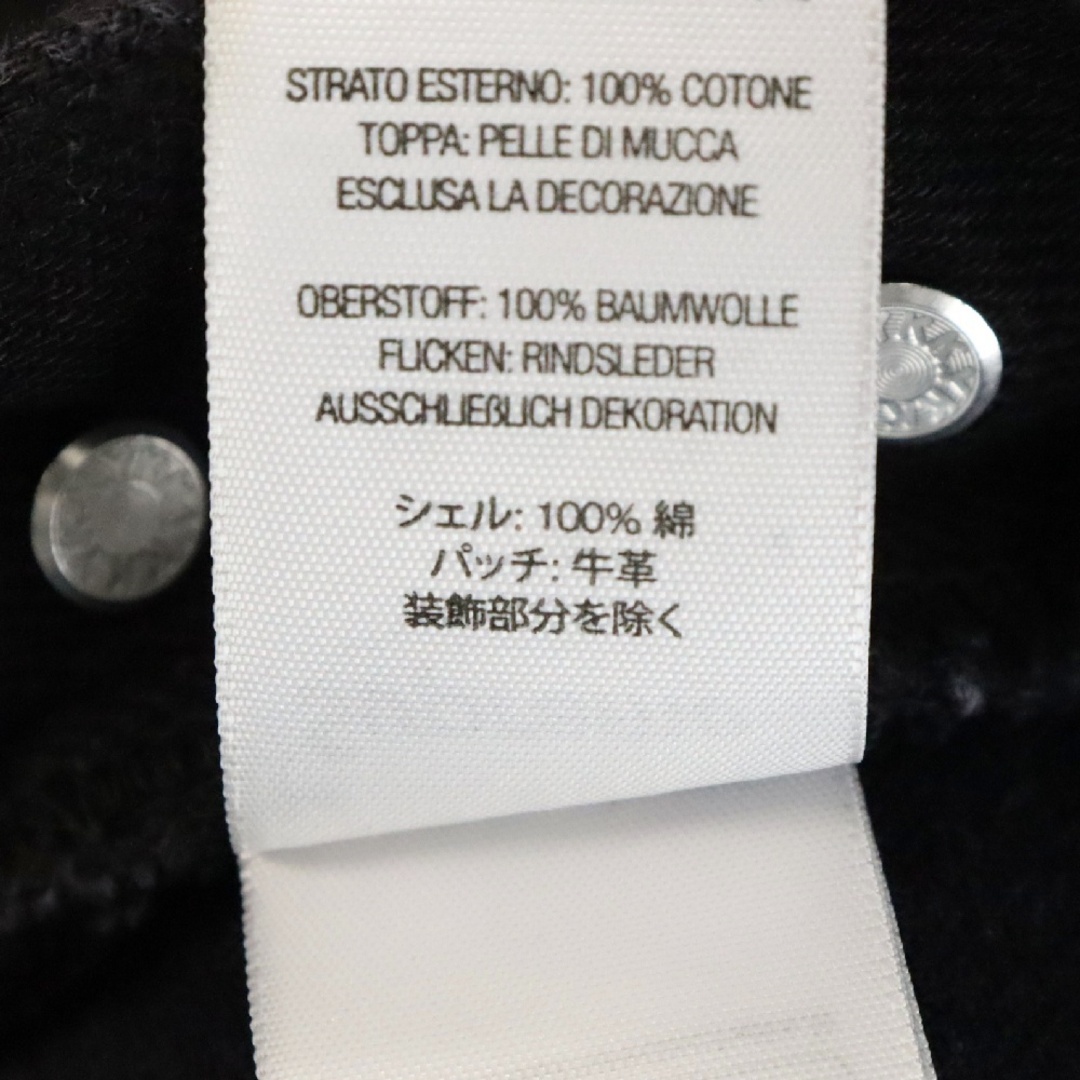 STRATO ESTERNO: 100% COTONE
TOPPA: PELLE DI MUCCA
ESCLUSA LA DECORAZIONE
OBERSTOFF: 100% BAUMWOLLE
FLICKEN: RINDSLEDER
AUSSCHLIEßLICH DEKORATION
シェル: 100% 綿
パッチ: 牛革
装飾部分を除く